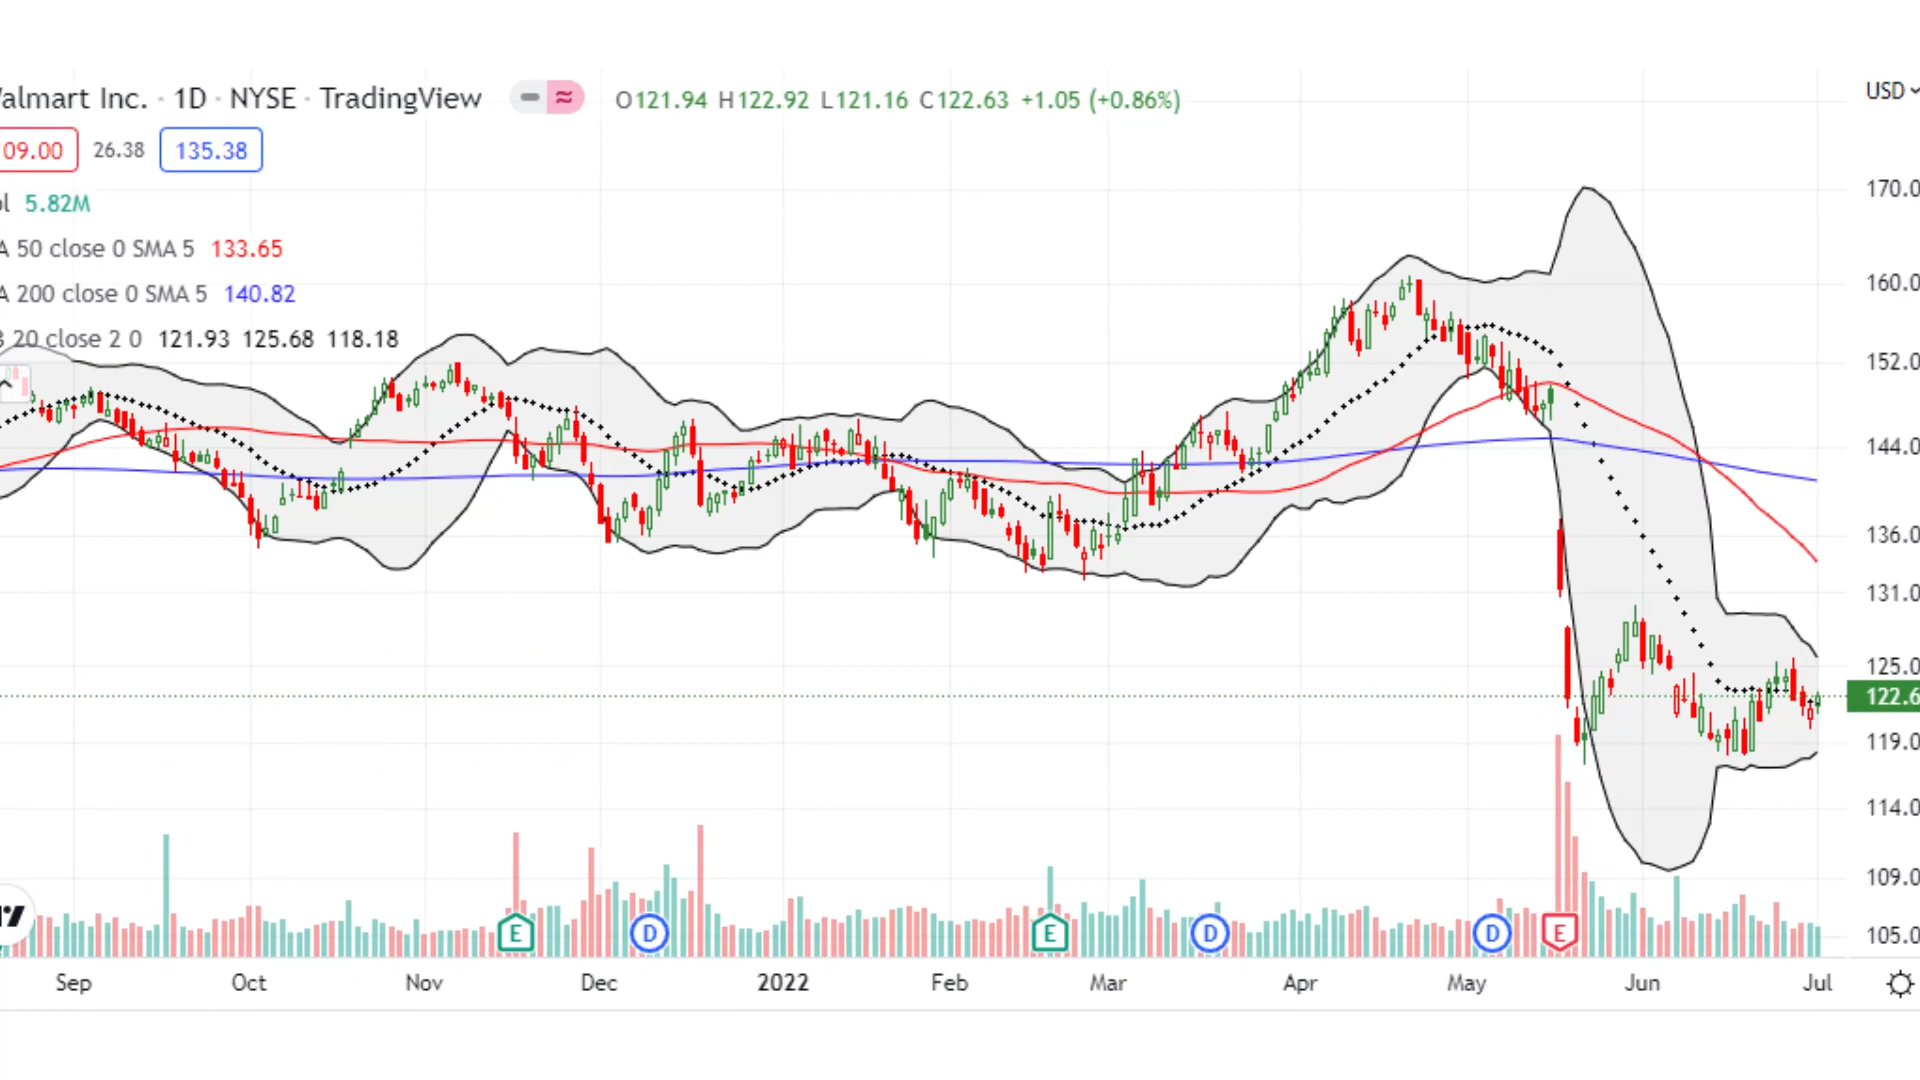 almart Inc. · 1D · NYSE · TradingView O121.94 H122.92 L121.16 C122.63 +1.05 (+0.86%)
USD
09.00 26.38 135.38
ol 5.82M
A 50 close 0 SMA 5 133.65
A 200 close 0 SMA 5 140.82
B 20 close 2 0 121.93 125.68 118.18
170.0
160.0
152.0
144.0
136.0
131.0
125.0
122.6
119.0
114.0
109.0
105.0
E D E D D E
Sep Oct Nov Dec 2022 Feb Mar Apr May Jun Jul